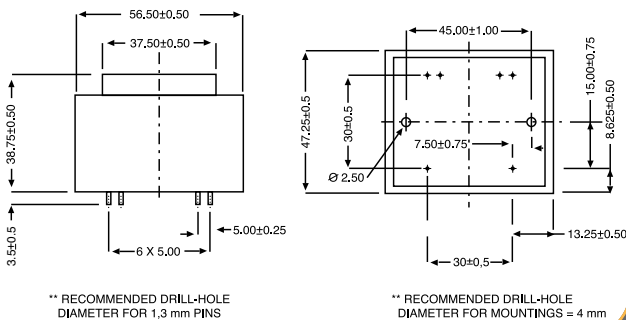 56.50±0.50
37.50±0.50
38.75±0.50
3.5±0.5
5.00±0.25
6 X 5.00
** RECOMMENDED DRILL-HOLE
DIAMETER FOR 1,3 mm PINS
45.00±1.00
47.25±0.5
30±0.5
7.50±0.75
Ø 2.50
15.00±0.75
8.625±0.50
13.25±0.50
30±0,5
** RECOMMENDED DRILL-HOLE
DIAMETER FOR MOUNTINGS = 4 mm